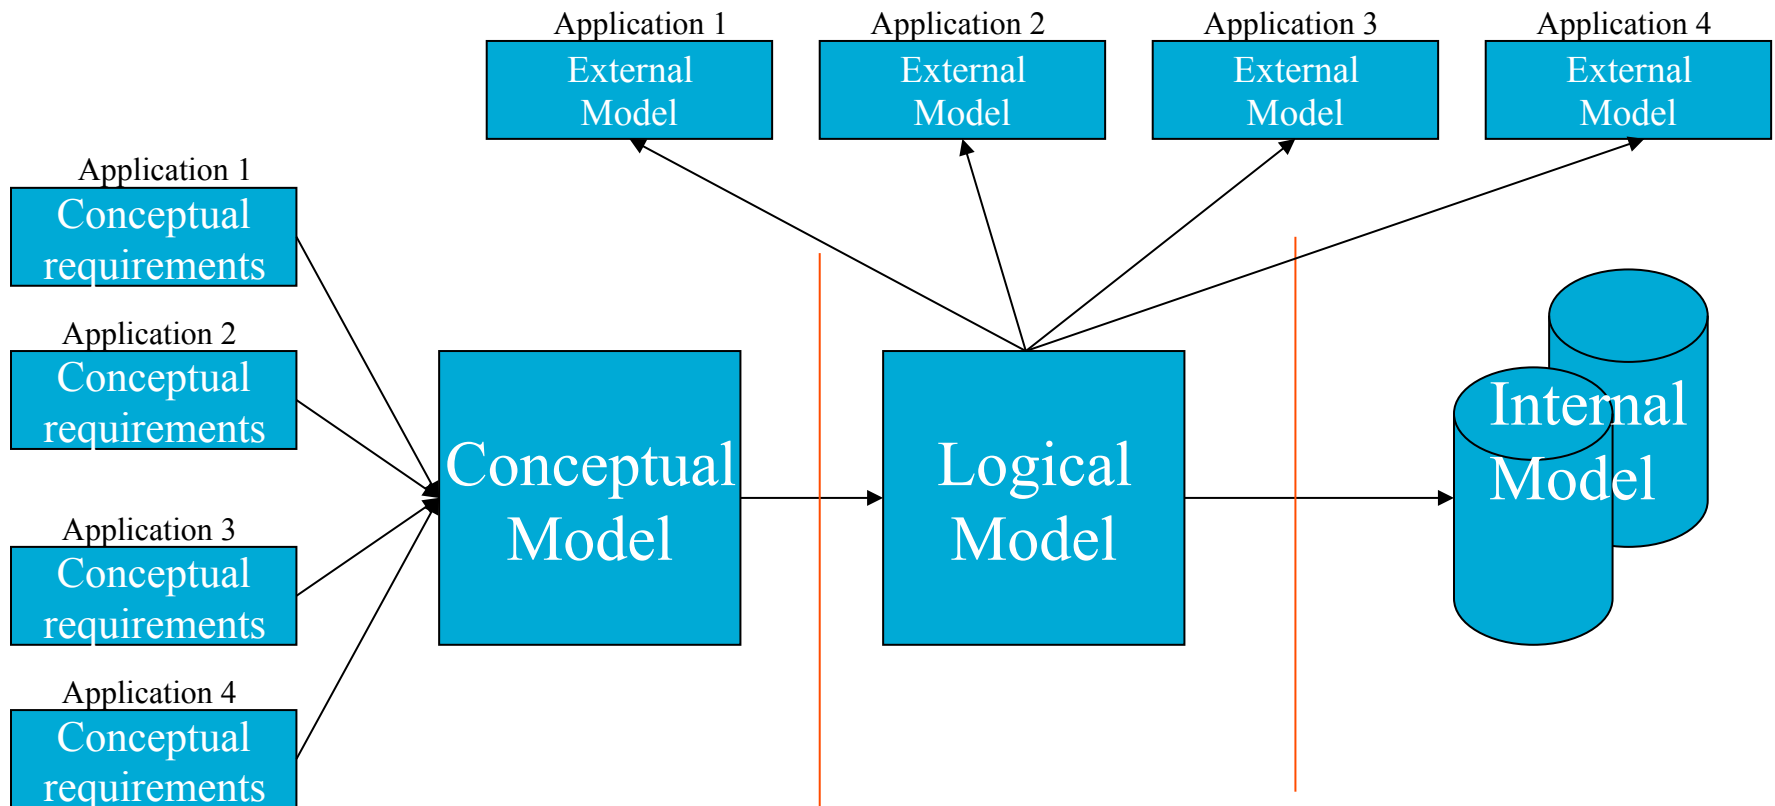 Application 1
External
Model
Application 2
External
Model
Application 3
External
Model
Application 4
External
Model
Application 1
Conceptual
requirements
Application 2
Conceptual
requirements
Application 3
Conceptual
requirements
Application 4
Conceptual
requirements
Conceptual
Model
Logical
Model
Internal
Model